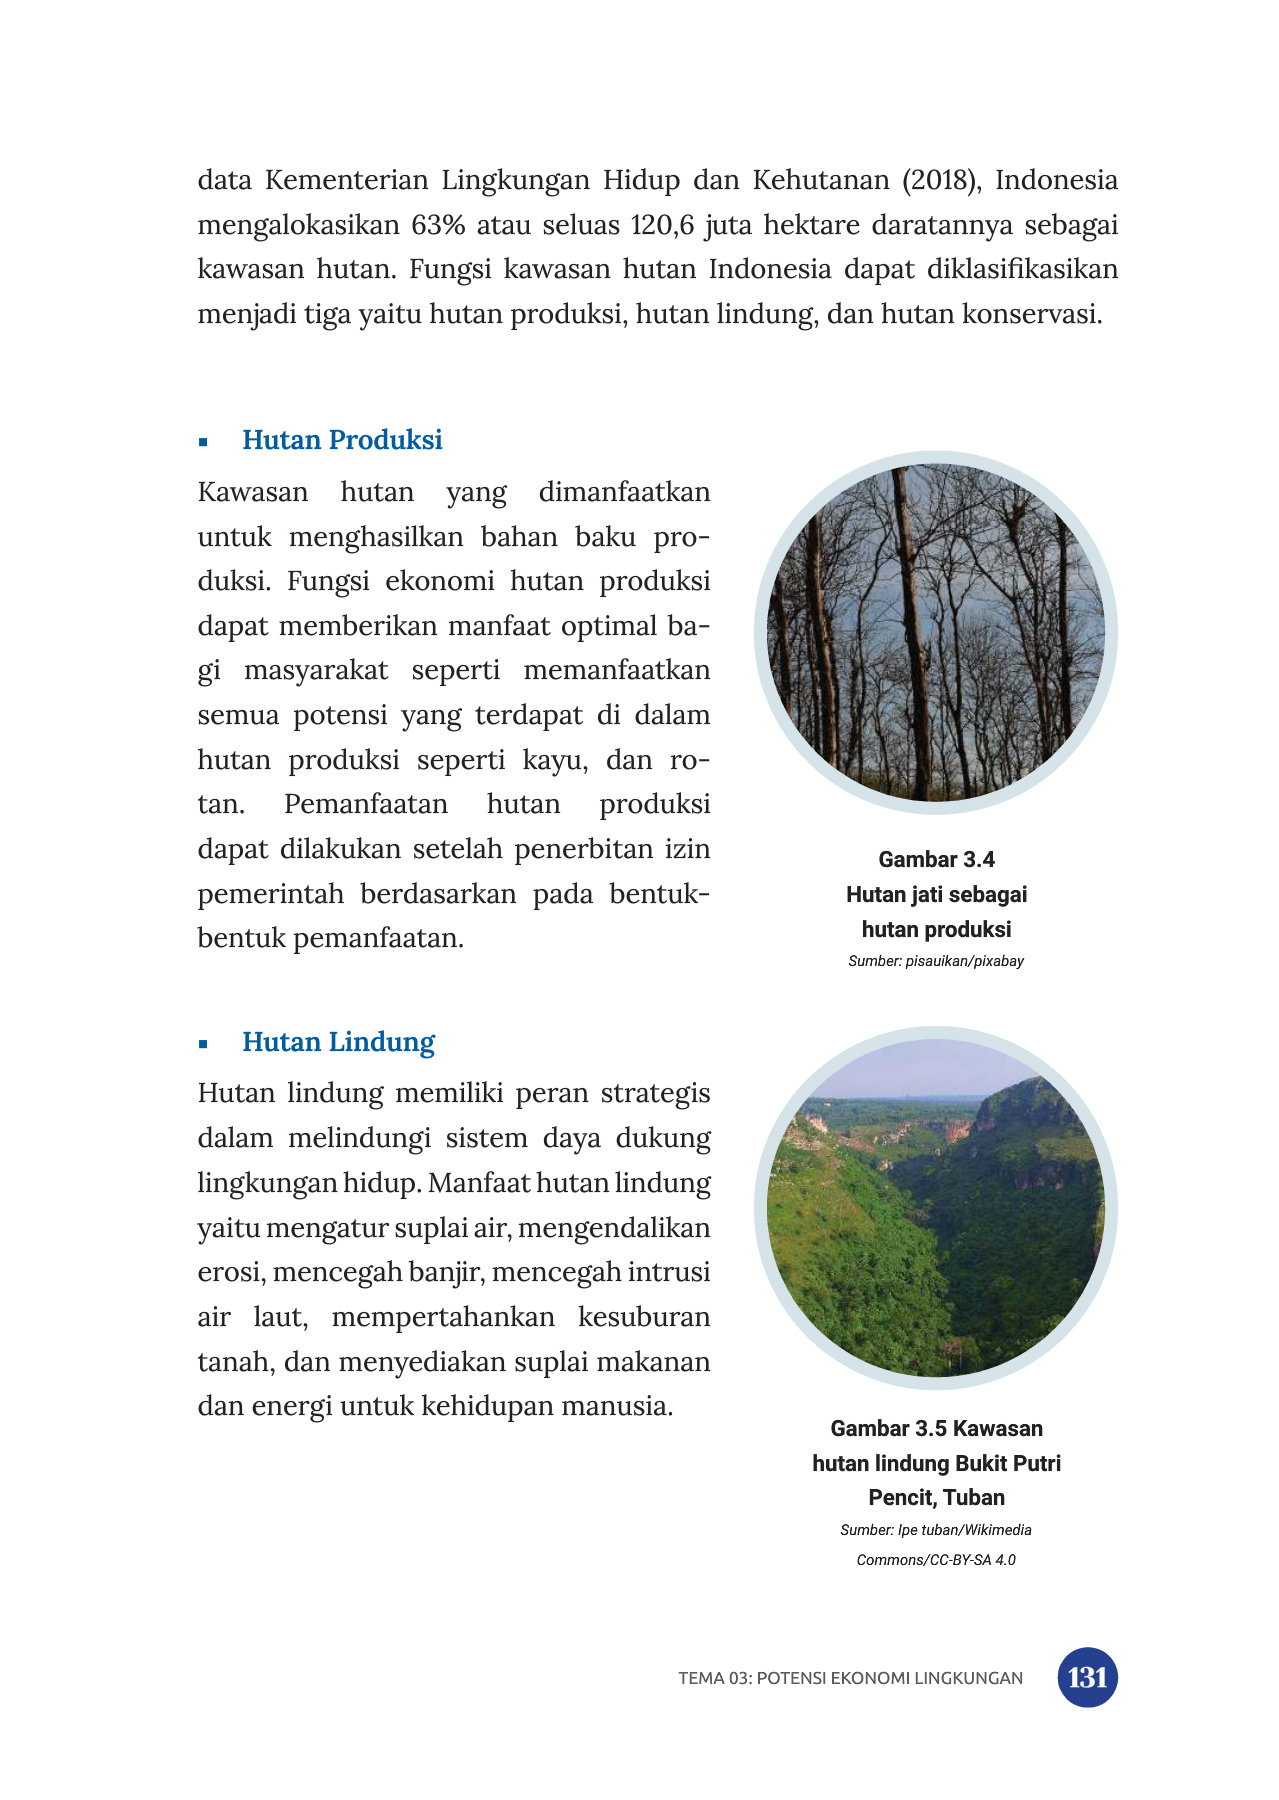 data Kementerian Lingkungan Hidup dan Kehutanan (2018), Indonesia
mengalokasikan 63% atau seluas 120,6 juta hektare daratannya sebagai
kawasan hutan. Fungsi kawasan hutan Indonesia dapat diklasifikasikan
menjadi tiga yaitu hutan produksi, hutan lindung, dan hutan konservasi.
▪ Hutan Produksi
Kawasan hutan yang dimanfaatkan
untuk menghasilkan bahan baku pro-
duksi. Fungsi ekonomi hutan produksi
dapat memberikan manfaat optimal ba-
gi masyarakat seperti memanfaatkan
semua potensi yang terdapat di dalam
hutan produksi seperti kayu, dan ro-
tan. Pemanfaatan hutan produksi
dapat dilakukan setelah penerbitan izin
pemerintah berdasarkan pada bentuk-
bentuk pemanfaatan.
Gambar 3.4
Hutan jati sebagai
hutan produksi
Sumber: pisauikan/pixabay
▪ Hutan Lindung
Hutan lindung memiliki peran strategis
dalam melindungi sistem daya dukung
lingkungan hidup. Manfaat hutan lindung
yaitu mengatur suplai air, mengendalikan
erosi, mencegah banjir, mencegah intrusi
air laut, mempertahankan kesuburan
tanah, dan menyediakan suplai makanan
dan energi untuk kehidupan manusia.
Gambar 3.5 Kawasan
hutan lindung Bukit Putri
Pencit, Tuban
Sumber: Ipe tuban/Wikimedia
Commons/CC-BY-SA 4.0
TEMA 03: POTENSI EKONOMI LINGKUNGAN
131